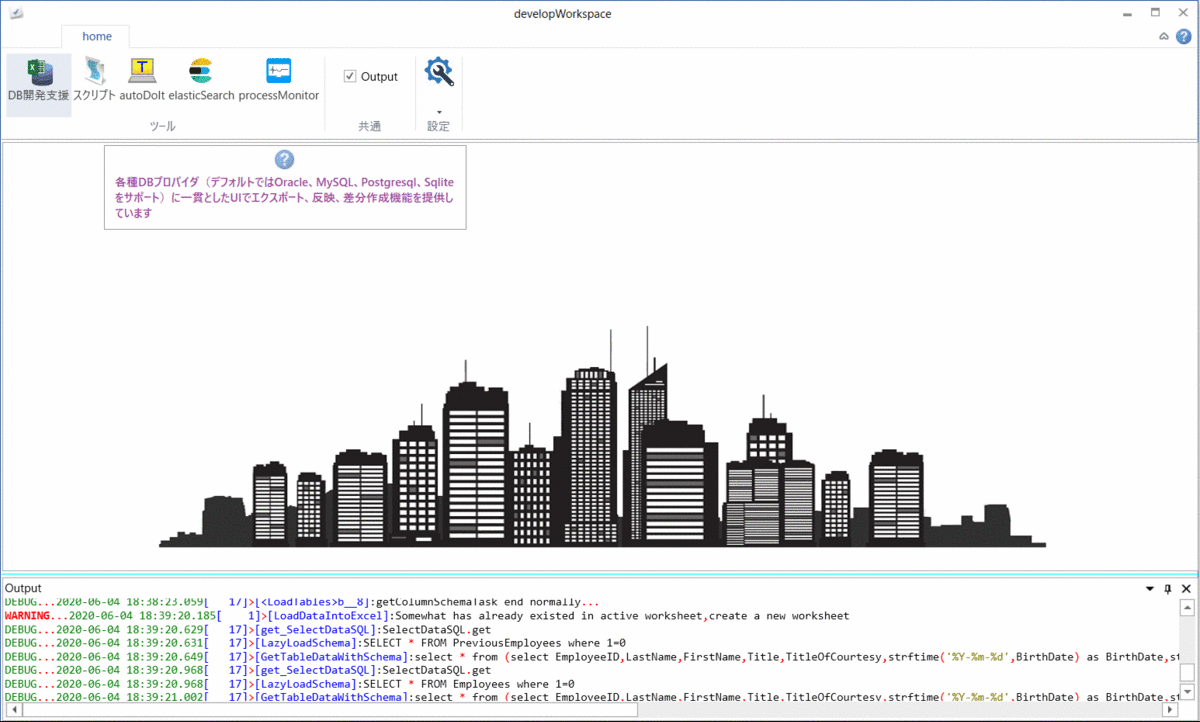 developWorkspace
home
DB開発支援 スクリプト autoDoIt elasticSearch processMonitor
Output
ツール 共通 設定
各種DBプロバイダ（デフォルトではOracle、MySQL、Postgresql、Sqlite
をサポート）に一貫としたUIでエクスポート、反映、差分作成機能を提供し
ています
Output
DEBUG...2020-06-04 18:38:23.059[   17]>[<LoadTables>b__8]:getColumnSchemaTask end normally...
WARNING...2020-06-04 18:39:20.185[    1]>[LoadDataIntoExcel]:Somewhat has already existed in active worksheet,create a new worksheet
DEBUG...2020-06-04 18:39:20.629[   17]>[get_SelectDataSQL]:SelectDataSQL.get
DEBUG...2020-06-04 18:39:20.631[   17]>[LazyLoadSchema]:SELECT * FROM PreviousEmployees where 1=0
DEBUG...2020-06-04 18:39:20.649[   17]>[GetTableDataWithSchema]:select * from (select EmployeeID,LastName,FirstName,Title,TitleOfCourtesy,strftime('%Y-%m-%d',BirthDate) as BirthDate,st
DEBUG...2020-06-04 18:39:20.968[   17]>[get_SelectDataSQL]:SelectDataSQL.get
DEBUG...2020-06-04 18:39:20.968[   17]>[LazyLoadSchema]:SELECT * FROM Employees where 1=0
DEBUG...2020-06-04 18:39:21.002[   17]>[GetTableDataWithSchema]:select * from (select EmployeeID,LastName,FirstName,Title,TitleOfCourtesy,strftime('%Y-%m-%d',BirthDate) as BirthDate,st